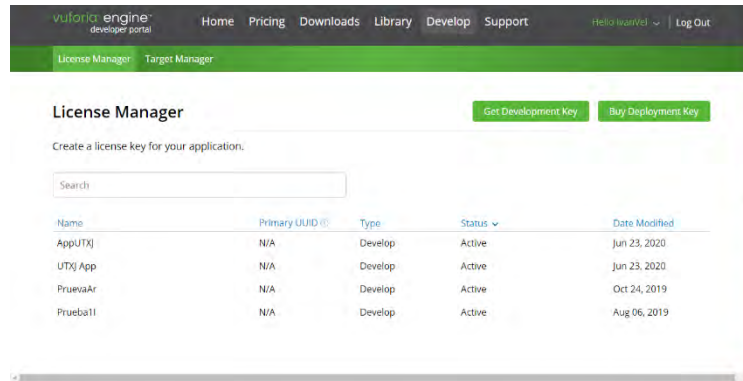 vuforia engine™ Home Pricing Downloads Library Develop Support Hello IvanVel Log Out
developer portal
License Manager Target Manager
License Manager Get Development Key Buy Deployment Key
Create a license key for your application.
Search
Name Primary UUID Type Status Date Modified
AppUTXJ N/A Develop Active Jun 23, 2020
UTXJ App N/A Develop Active Jun 23, 2020
PruevaAr N/A Develop Active Oct 24, 2019
Prueba1I N/A Develop Active Aug 06, 2019